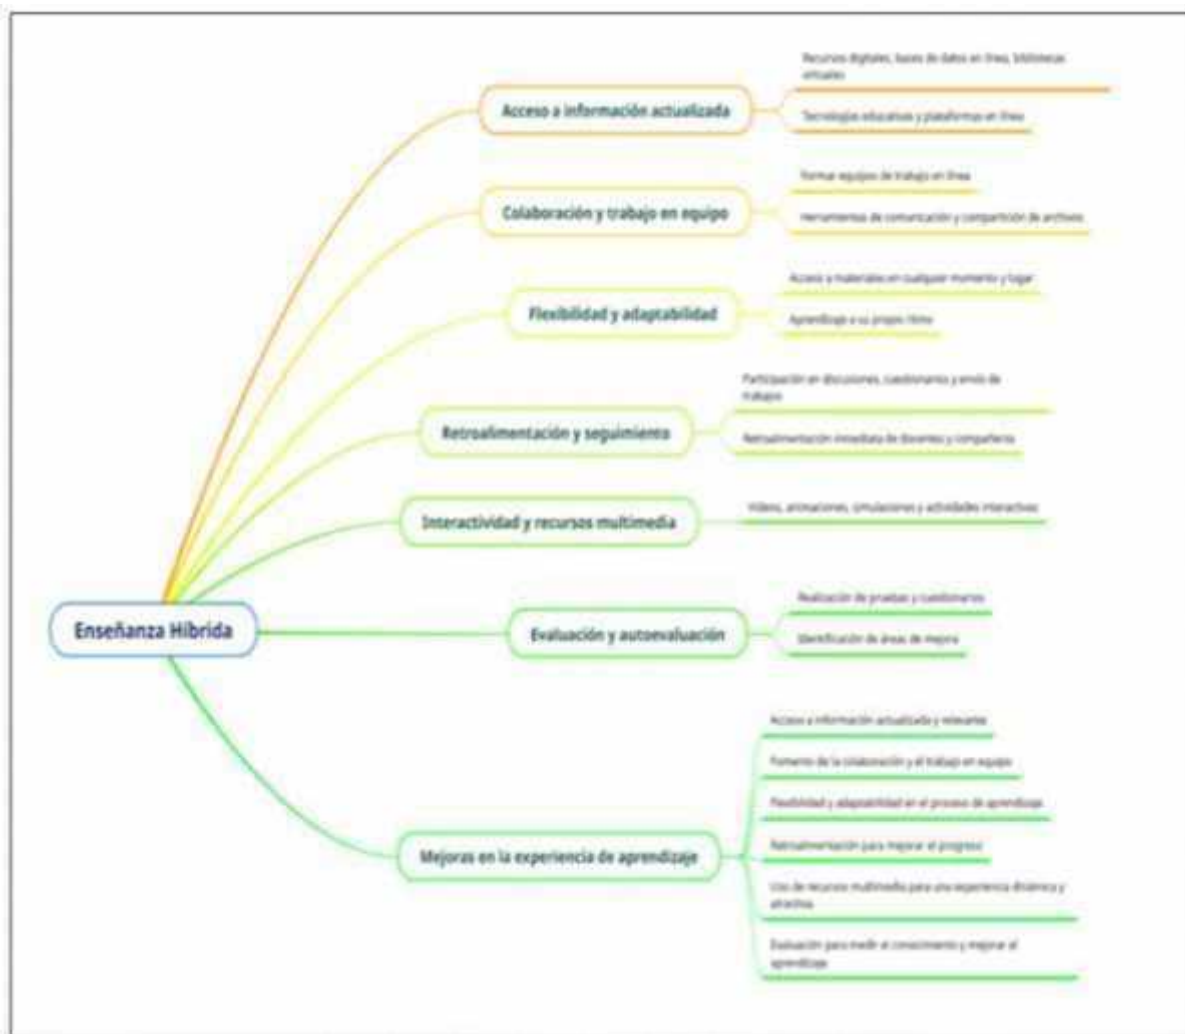 Recursos digitales, bases de datos en línea, bibliotecas
virtuales
Acceso a información actualizada
Tecnologías educativas y plataformas en línea
Formar equipos de trabajo en línea
Colaboración y trabajo en equipo
Herramientas de comunicación y compartición de archivos
Acceso a materiales en cualquier momento y lugar
Flexibilidad y adaptabilidad
Aprendizaje a su propio ritmo
Participación en discusiones, cuestionarios y envío de
trabajos
Retroalimentación y seguimiento
Retroalimentación inmediata de docentes y compañeros
Interactividad y recursos multimedia
Videos, animaciones, simulaciones y actividades interactivas
Enseñanza Híbrida
Realización de pruebas y cuestionarios
Evaluación y autoevaluación
Identificación de áreas de mejora
Acceso a información actualizada y relevante
Fomento de la colaboración y el trabajo en equipo
Flexibilidad y adaptabilidad en el proceso de aprendizaje
Mejoras en la experiencia de aprendizaje
Retroalimentación para mejorar el progreso
Uso de recursos multimedia para una experiencia dinámica y
atractiva
Evaluación para medir el conocimiento y mejorar el
aprendizaje